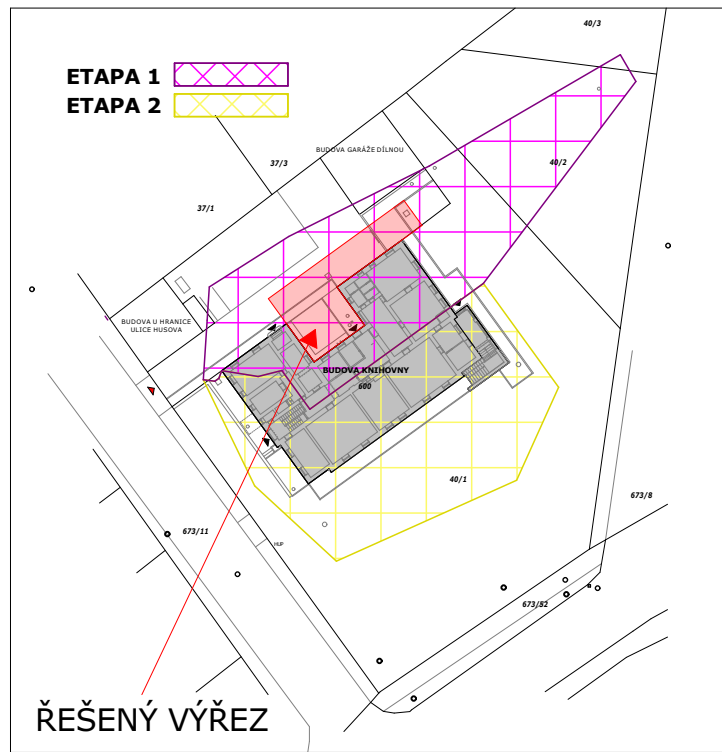 40/3
ETAPA 1
ETAPA 2
BUDOVA GARÁŽE DÍLNOU
37/3
40/2
37/1
BUDOVA U HRANICE
ULICE HUSOVA
BUDOVA KNIHOVNY
600
40/1
673/8
673/11
HUP
673/52
ŘEŠENÝ VÝŘEZ